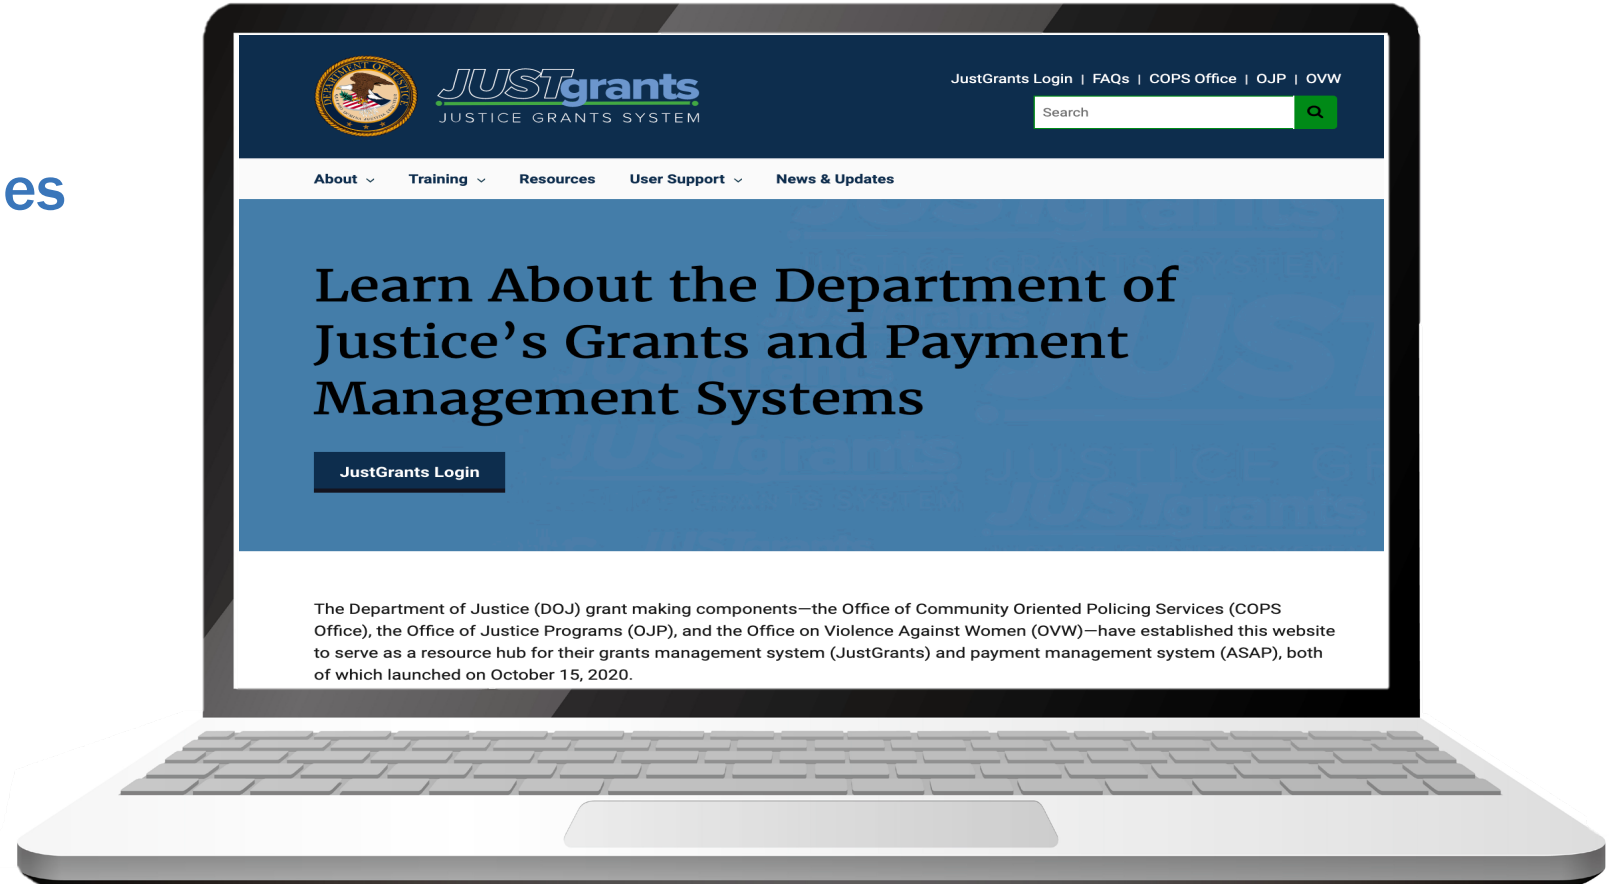 es
DEPARTMENT OF JUSTICE
JUSTgrants
JUSTICE GRANTS SYSTEM
JustGrants Login | FAQs | COPS Office | OJP | OVW
Search
About Training Resources User Support News & Updates
Learn About the Department of
Justice’s Grants and Payment
Management Systems
JustGrants Login
The Department of Justice (DOJ) grant making components—the Office of Community Oriented Policing Services (COPS
Office), the Office of Justice Programs (OJP), and the Office on Violence Against Women (OVW)—have established this website
to serve as a resource hub for their grants management system (JustGrants) and payment management system (ASAP), both
of which launched on October 15, 2020.